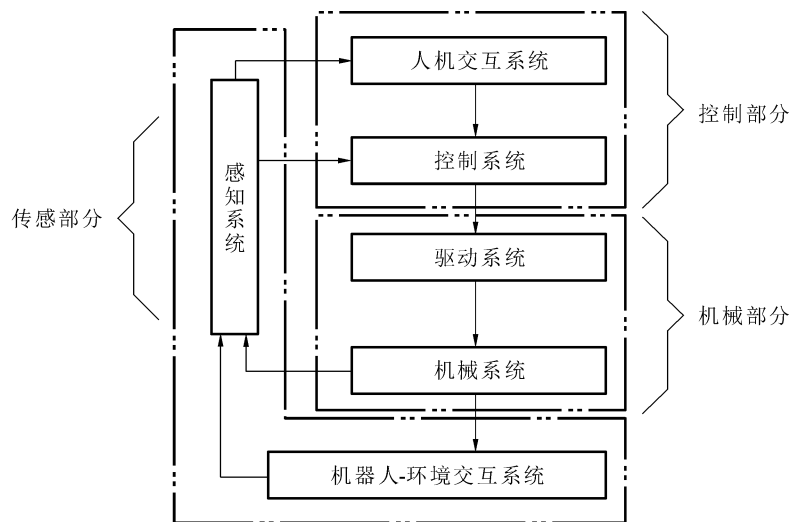 人机交互系统
控制部分
控制系统
感知系统
传感部分
驱动系统
机械部分
机械系统
机器人-环境交互系统